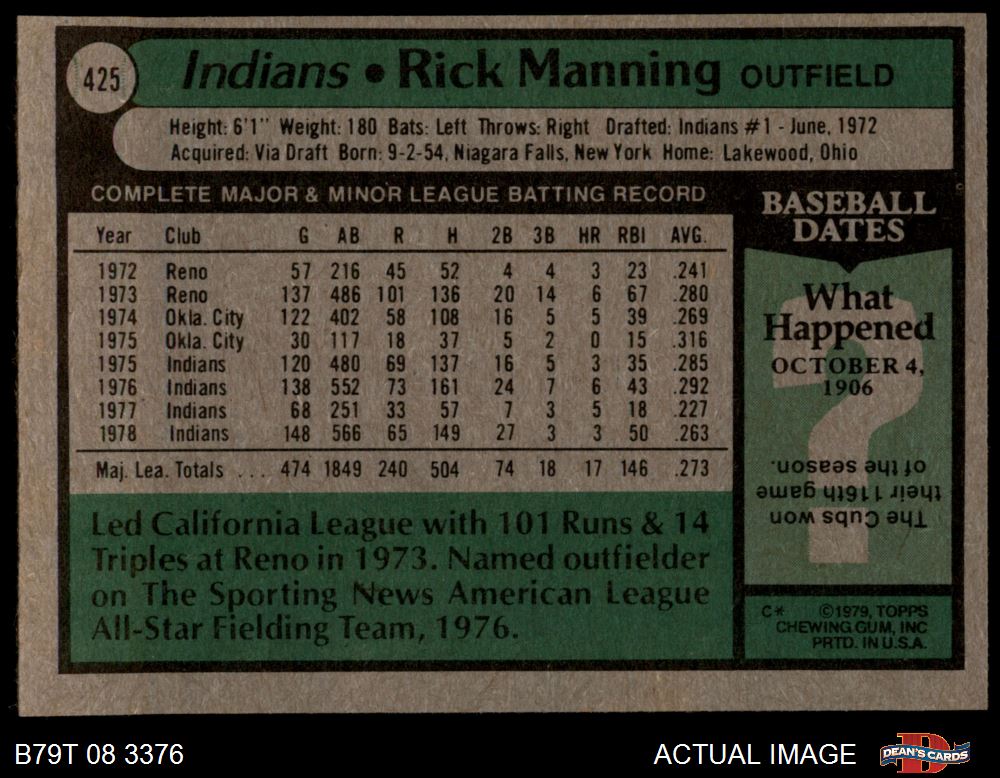 425
Indians • Rick Manning OUTFIELD
Height: 6'1" Weight: 180 Bats: Left Throws: Right Drafted: Indians #1 - June, 1972
Acquired: Via Draft Born: 9-2-54, Niagara Falls, New York Home: Lakewood, Ohio
COMPLETE MAJOR & MINOR LEAGUE BATTING RECORD
Year Club G AB R H 2B 3B HR RBI AVG.
1972 Reno 57 216 45 52 4 4 3 23 .241
1973 Reno 137 486 101 136 20 14 6 67 .280
1974 Okla. City 122 402 58 108 16 5 5 39 .269
1975 Okla. City 30 117 18 37 5 2 0 15 .316
1975 Indians 120 480 69 137 16 5 3 35 .285
1976 Indians 138 552 73 161 24 7 6 43 .292
1977 Indians 68 251 33 57 7 3 5 18 .227
1978 Indians 148 566 65 149 27 3 3 50 .263
Maj. Lea. Totals ... 474 1849 240 504 74 18 17 146 .273
Led California League with 101 Runs & 14
Triples at Reno in 1973. Named outfielder
on The Sporting News American League
All-Star Fielding Team, 1976.
BASEBALL
DATES
What
Happened
OCTOBER 4,
1906
?
The Cubs won
their 116th game
of the season.
C* ©1979, TOPPS
CHEWING GUM, INC
PRTD. IN U.S.A.
B79T 08 3376
ACTUAL IMAGE
D
DEAN'S CARDS